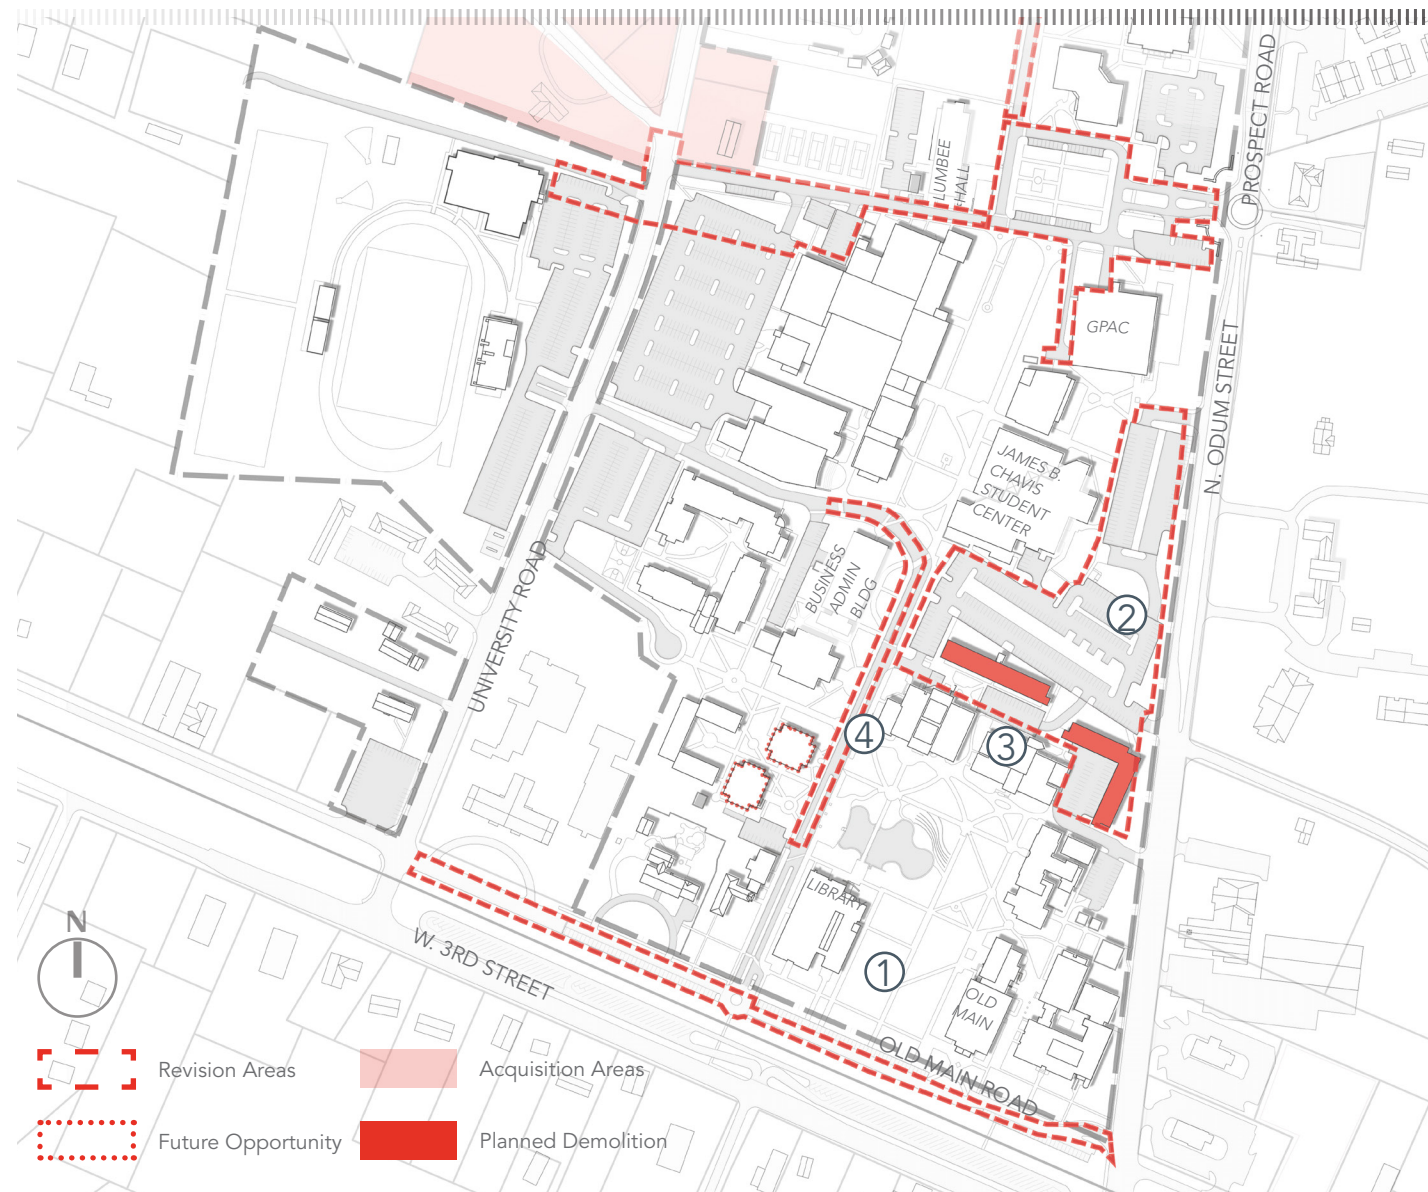 PROSPECT ROAD
LUMBEE
HALL
GPAC
N. ODUM STREET
JAMES B.
CHAVIS
STUDENT
CENTER
BUSINESS
ADMIN
BLDG
UNIVERSITY ROAD
2
4
3
LIBRARY
1
OLD
MAIN
W. 3RD STREET
OLD MAIN ROAD
N
Revision Areas
Acquisition Areas
Future Opportunity
Planned Demolition